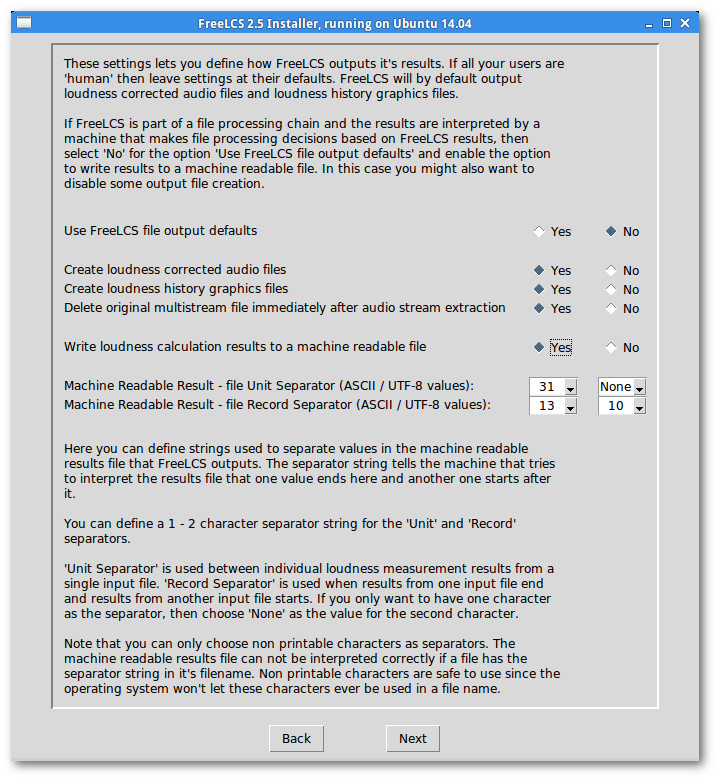 FreeLCS 2.5 Installer, running on Ubuntu 14.04
These settings lets you define how FreeLCS outputs it's results. If all your users are
'human' then leave settings at their defaults. FreeLCS will by default output
loudness corrected audio files and loudness history graphics files.
If FreeLCS is part of a file processing chain and the results are interpreted by a
machine that makes file processing decisions based on FreeLCS results, then
select 'No' for the option 'Use FreeLCS file output defaults' and enable the option
to write results to a machine readable file. In this case you might also want to
disable some output file creation.
Use FreeLCS file output defaults Yes No
Create loudness corrected audio files Yes No
Create loudness history graphics files Yes No
Delete original multistream file immediately after audio stream extraction Yes No
Write loudness calculation results to a machine readable file Yes No
Machine Readable Result - file Unit Separator (ASCII / UTF-8 values): 31 None
Machine Readable Result - file Record Separator (ASCII / UTF-8 values): 13 10
Here you can define strings used to separate values in the machine readable
results file that FreeLCS outputs. The separator string tells the machine that tries
to interpret the results file that one value ends here and another one starts after
it.
You can define a 1 - 2 character separator string for the 'Unit' and 'Record'
separators.
'Unit Separator' is used between individual loudness measurement results from a
single input file. 'Record Separator' is used when results from one input file end
and results from another input file starts. If you only want to have one character
as the separator, then choose 'None' as the value for the second character.
Note that you can only choose non printable characters as separators. The
machine readable results file can not be interpreted correctly if a file has the
separator string in it's filename. Non printable characters are safe to use since the
operating system won't let these characters ever be used in a file name.
Back Next